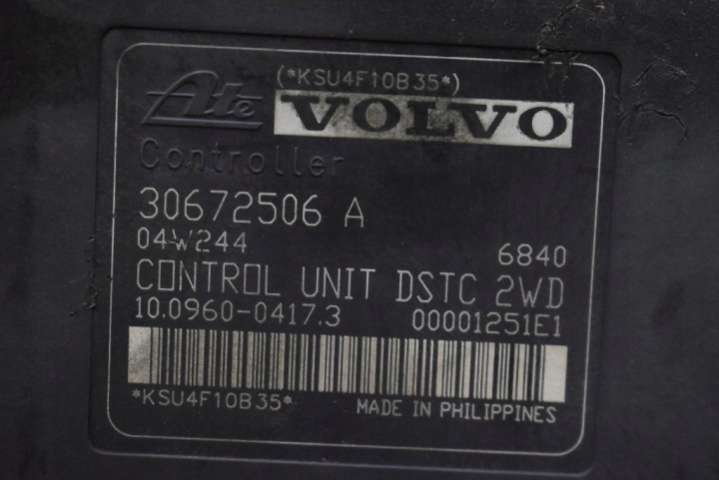 (*KSU4F10B35*)
Ate VOLVO
Controller
30672506 A
04W244 6840
CONTROL UNIT DSTC 2WD
10.0960-0417.3 00001251E1
*KSU4F10B35* MADE IN PHILIPPINES